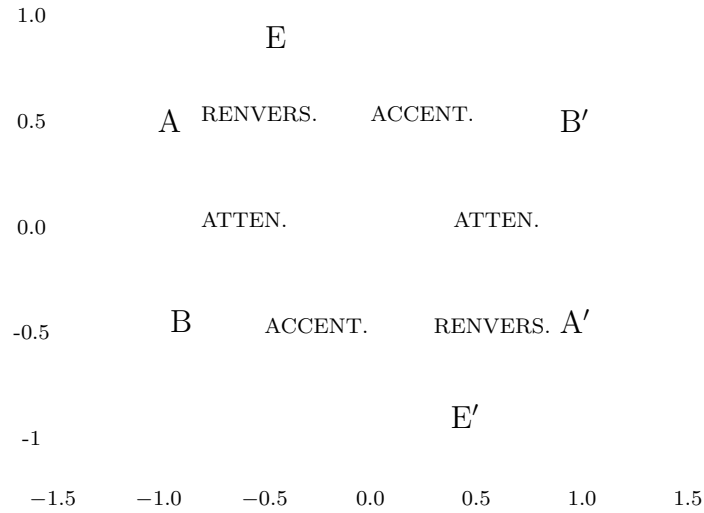 1.0
E
0.5 A RENVERS. ACCENT. B′
0.0 ATTEN. ATTEN.
-0.5 B ACCENT. RENVERS. A′
E′
-1
−1.5 −1.0 −0.5 0.0 0.5 1.0 1.5